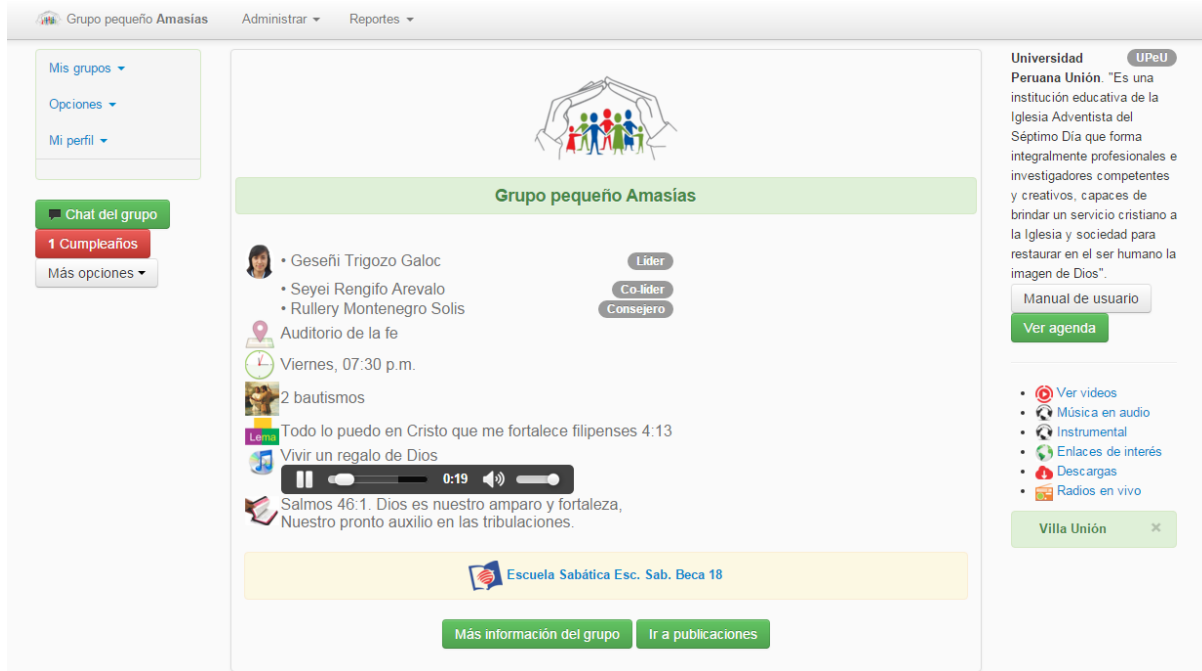 Grupo pequeño Amasias
Administrar
Reportes
Mis grupos
Opciones
Mi perfil
Chat del grupo
1 Cumpleaños
Más opciones
Grupo pequeño Amasías
• Geseñi Trigozo Galoc Líder
• Seyei Rengifo Arevalo Co-líder
• Rullery Montenegro Solis Consejero
Auditorio de la fe
Viernes, 07:30 p.m.
2 bautismos
Lema Todo lo puedo en Cristo que me fortalece filipenses 4:13
Vivir un regalo de Dios
0:19
Salmos 46:1. Dios es nuestro amparo y fortaleza,
Nuestro pronto auxilio en las tribulaciones.
Escuela Sabática Esc. Sab. Beca 18
Más información del grupo
Ir a publicaciones
Universidad UPeU
Peruana Unión. "Es una
institución educativa de la
Iglesia Adventista del
Séptimo Día que forma
integralmente profesionales e
investigadores competentes
y creativos, capaces de
brindar un servicio cristiano a
la Iglesia y sociedad para
restaurar en el ser humano la
imagen de Dios".
Manual de usuario
Ver agenda
• Ver videos
• Música en audio
• Instrumental
• Enlaces de interés
• Descargas
• Radios en vivo
Villa Unión ×